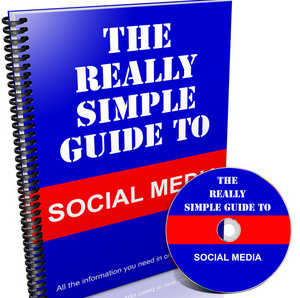 THE
REALLY
SIMPLE
GUIDE TO
SOCIAL MEDIA
All the information you need in
THE
REALLY
SIMPLE GUIDE TO
SOCIAL MEDIA